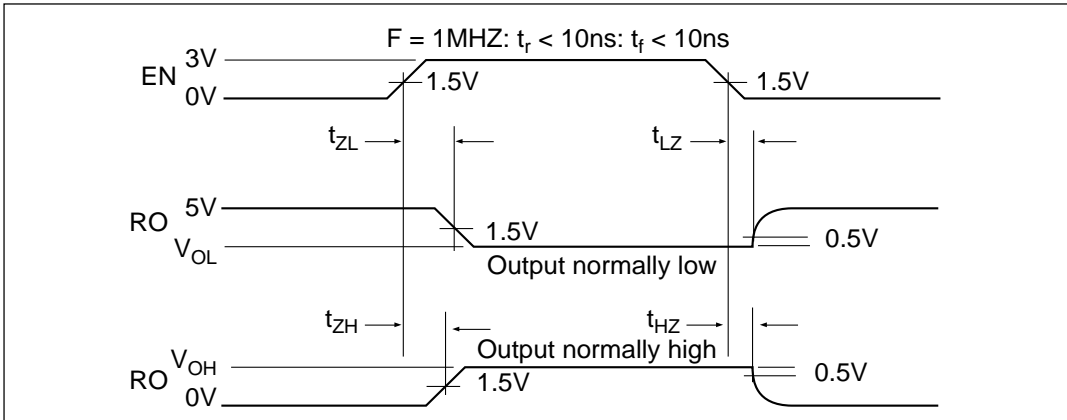 F = 1MHZ: tr < 10ns: tf < 10ns
3V
EN
1.5V
1.5V
0V
tZL
tLZ
5V
RO
1.5V
0.5V
VOL
Output normally low
tZH
tHZ
Output normally high
VOH
RO
1.5V
0.5V
0V